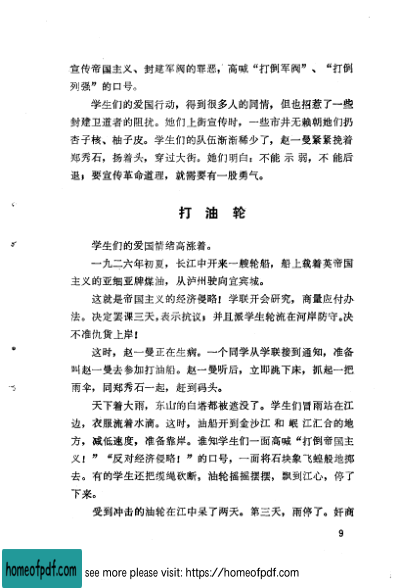 宣传帝国主义、封建军阀的罪恶,高喊“打倒军阀”、“打倒
列强”的口号。
学生们的爱国行动,得到很多人的同情,但也招惹了一些
封建卫道者的阻扰。她们上街宣传时,一些市井无赖朝她们扔
杏子核、柚子皮。学生们的队伍渐渐稀少了,赵一曼紧紧挽着
郑秀石,扬着头,穿过大街。她们明白:不能示弱,不能后
退;要宣传革命道理,就需要有一股勇气。
打油轮
学生们的爱国情绪高涨着。
一九二六年初夏,长江中开来一艘轮船,船上载着英帝国
主义的亚细亚牌煤油,从泸州驶向宜宾城。
这就是帝国主义的经济侵略!学联开会研究,商量应付办
法。决定罢课三天,表示抗议;并且派学生轮流在河岸防守。决
不准仇货上岸!
这时,赵一曼正在生病。一个同学从学联接到通知,准备
叫赵一曼去参加打油船。赵一曼听后,立即跳下床,抓起一把
雨伞,同郑秀石一起,赶到码头。
天下着大雨,东山的白塔都被遮没了。学生们冒雨站在江
边,衣服流着水滴。这时,油船开到金沙江和岷江汇合的地
方,减低速度,准备靠岸。谁知学生们一面高喊“打倒帝国主
义!”“反对经济侵略!”的口号,一面将石块象飞蝗般地掷
去。有的学生还把缆绳砍断,油轮摇摇摆摆,飘到江心,停了
下来。
受到冲击的油轮在江中呆了两天。第三天,雨停了。奸商
9
homeofpdf.com
see more please visit: https://homeofpdf.com